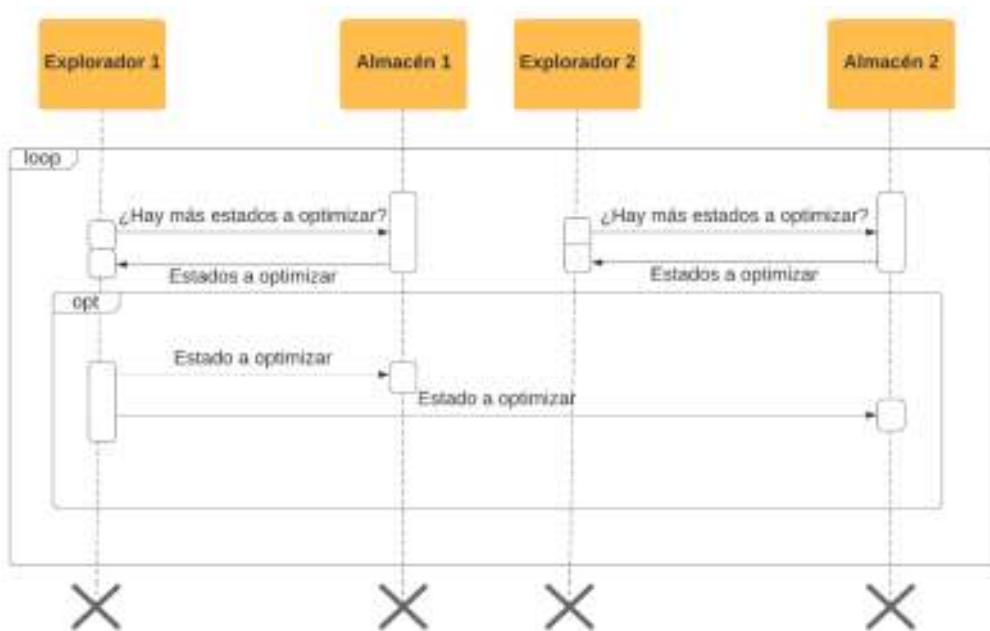 Explorador 1
Almacén 1
Explorador 2
Almacén 2
loop
¿Hay más estados a optimizar?
¿Hay más estados a optimizar?
Estados a optimizar
Estados a optimizar
opt
Estado a optimizar
Estado a optimizar